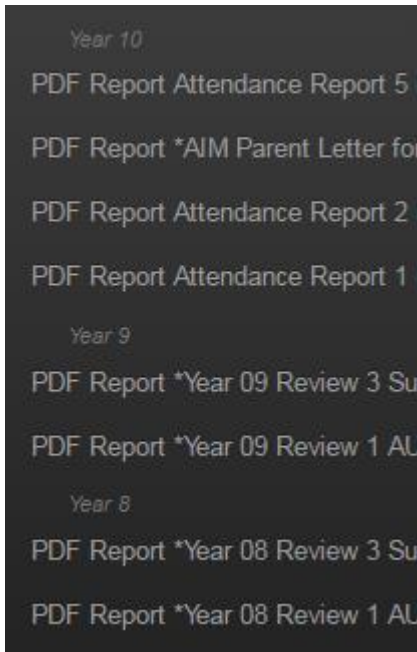 Year 10
PDF Report Attendance Report 5
PDF Report *AIM Parent Letter for
PDF Report Attendance Report 2
PDF Report Attendance Report 1
Year 9
PDF Report *Year 09 Review 3 Su
PDF Report *Year 09 Review 1 AU
Year 8
PDF Report *Year 08 Review 3 Su
PDF Report *Year 08 Review 1 AU